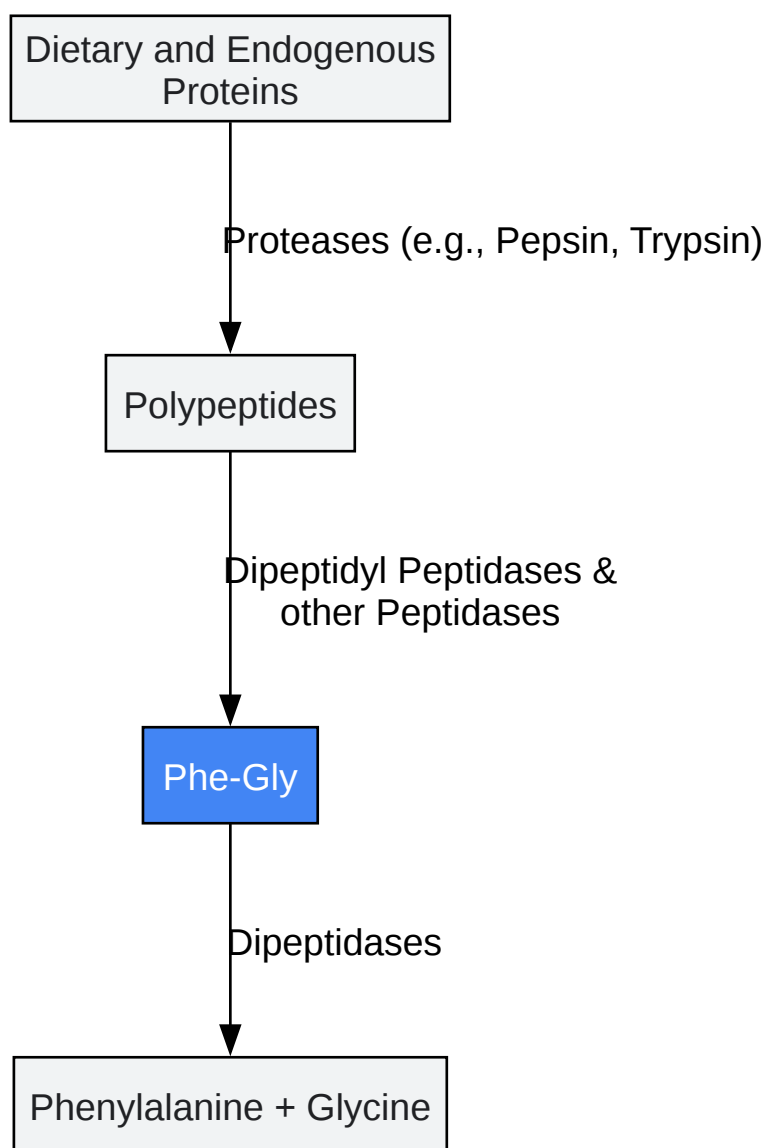 Dietary and Endogenous
Proteins
Proteases (e.g., Pepsin, Trypsin)
Polypeptides
Dipeptidyl Peptidases &
other Peptidases
Phe-Gly
Dipeptidases
Phenylalanine + Glycine